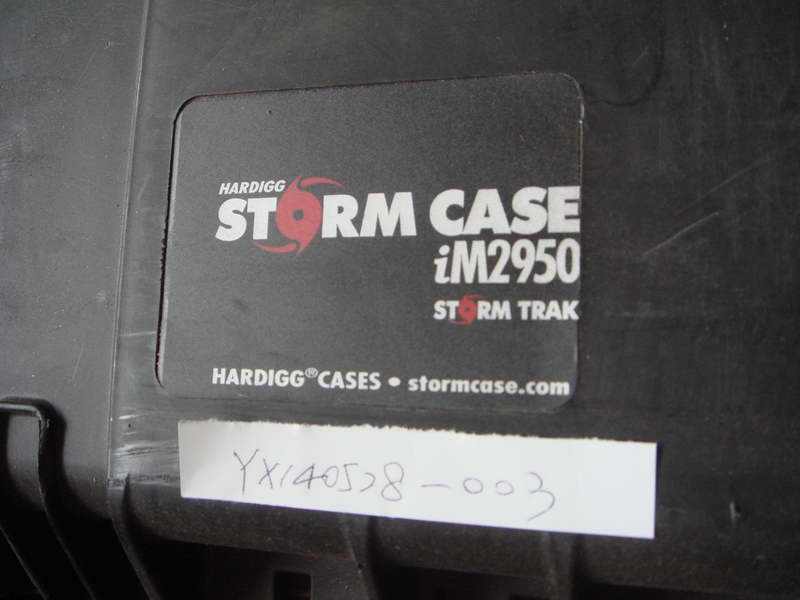 HARDIGG
STORM CASE
iM2950
STORM TRAK
HARDIGG® CASES • stormcase.com
YX140528-003